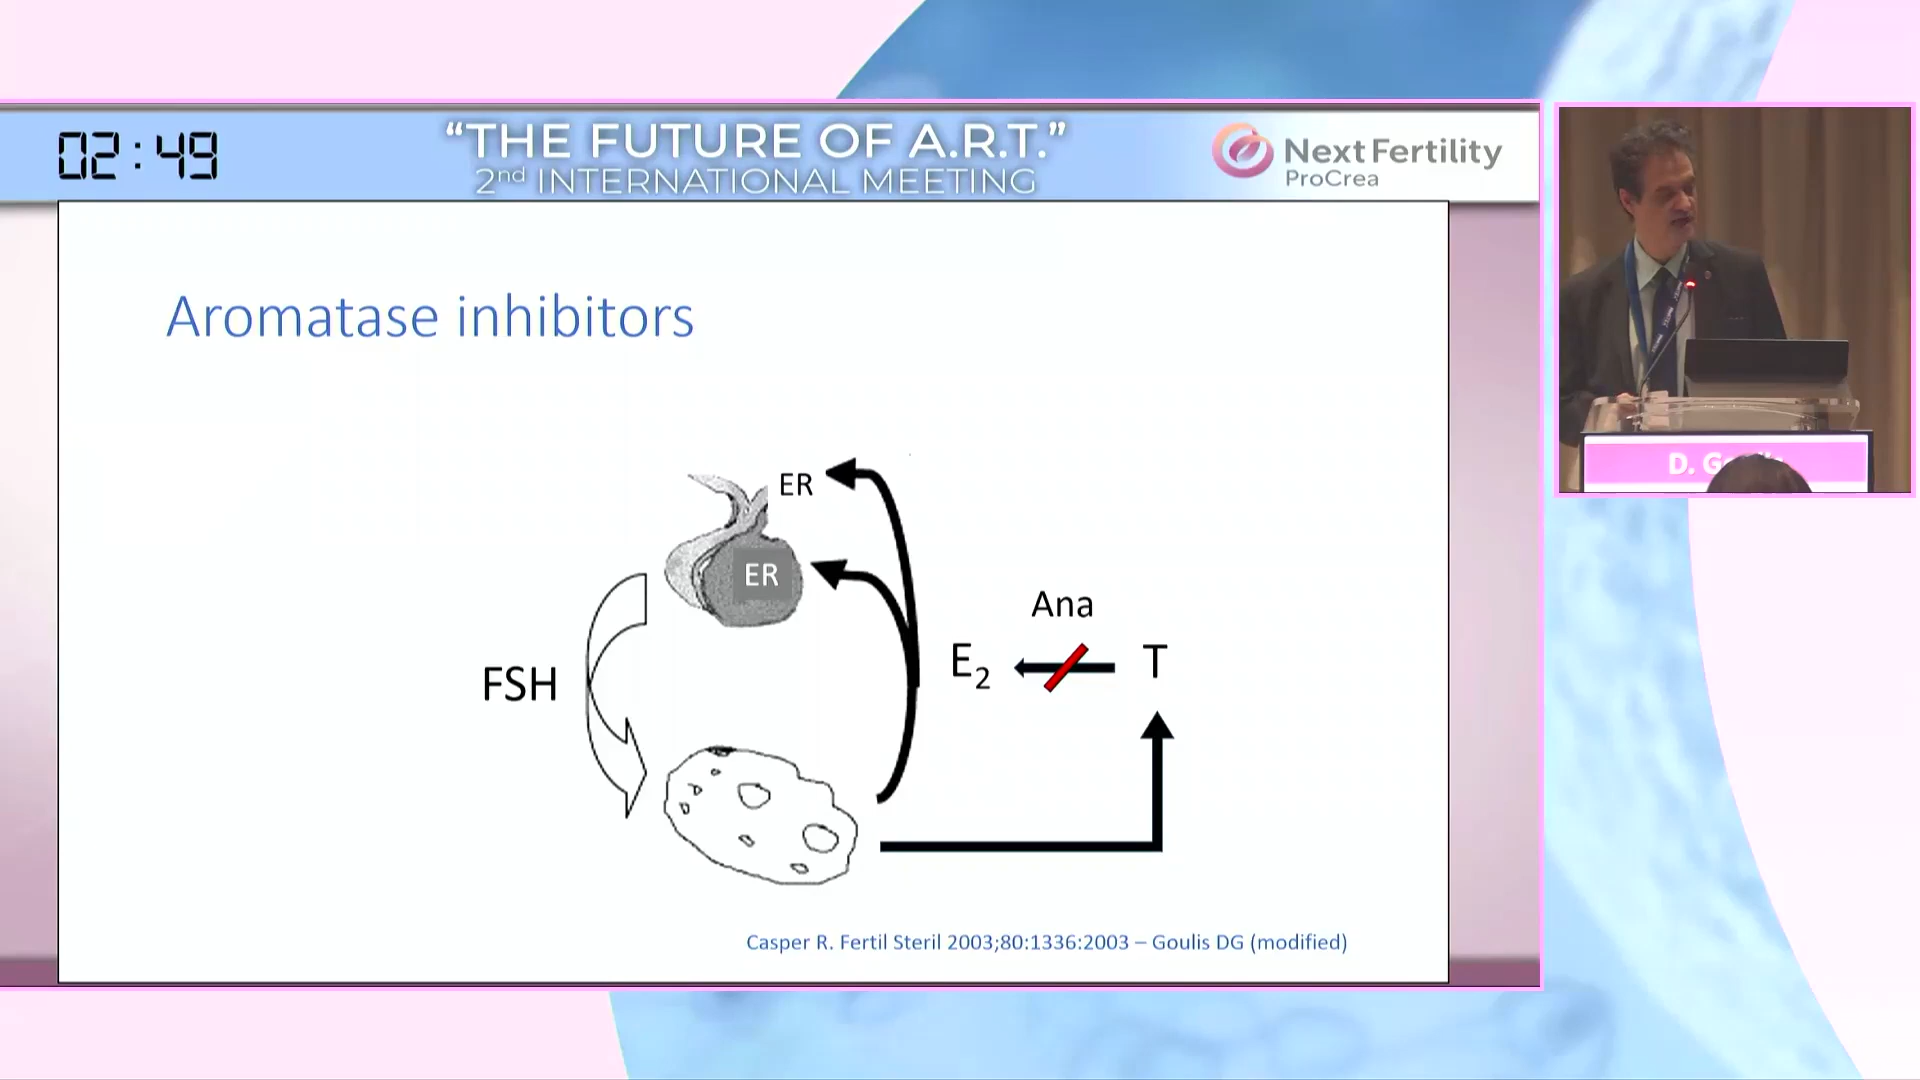 02:49
“THE FUTURE OF A.R.T.”
2nd INTERNATIONAL MEETING
Next Fertility
ProCrea
Aromatase inhibitors
ER
ER
Ana
E2
T
FSH
Casper R. Fertil Steril 2003;80:1336:2003 – Goulis DG (modified)
D.